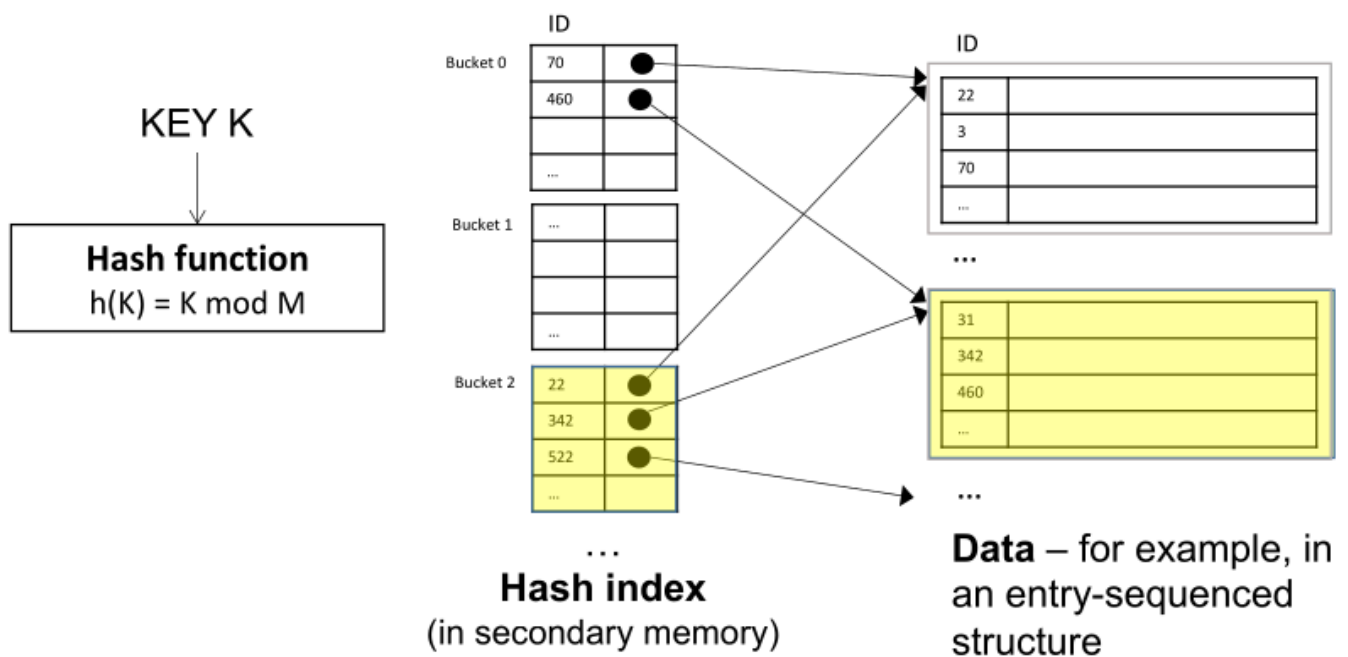 KEY K
Hash function
h(K) = K mod M
ID
Bucket 0
70
460
...
Bucket 1
...
...
Bucket 2
22
342
522
...
...
Hash index
(in secondary memory)
ID
22
3
70
...
...
31
342
460
...
...
Data – for example, in
an entry-sequenced
structure